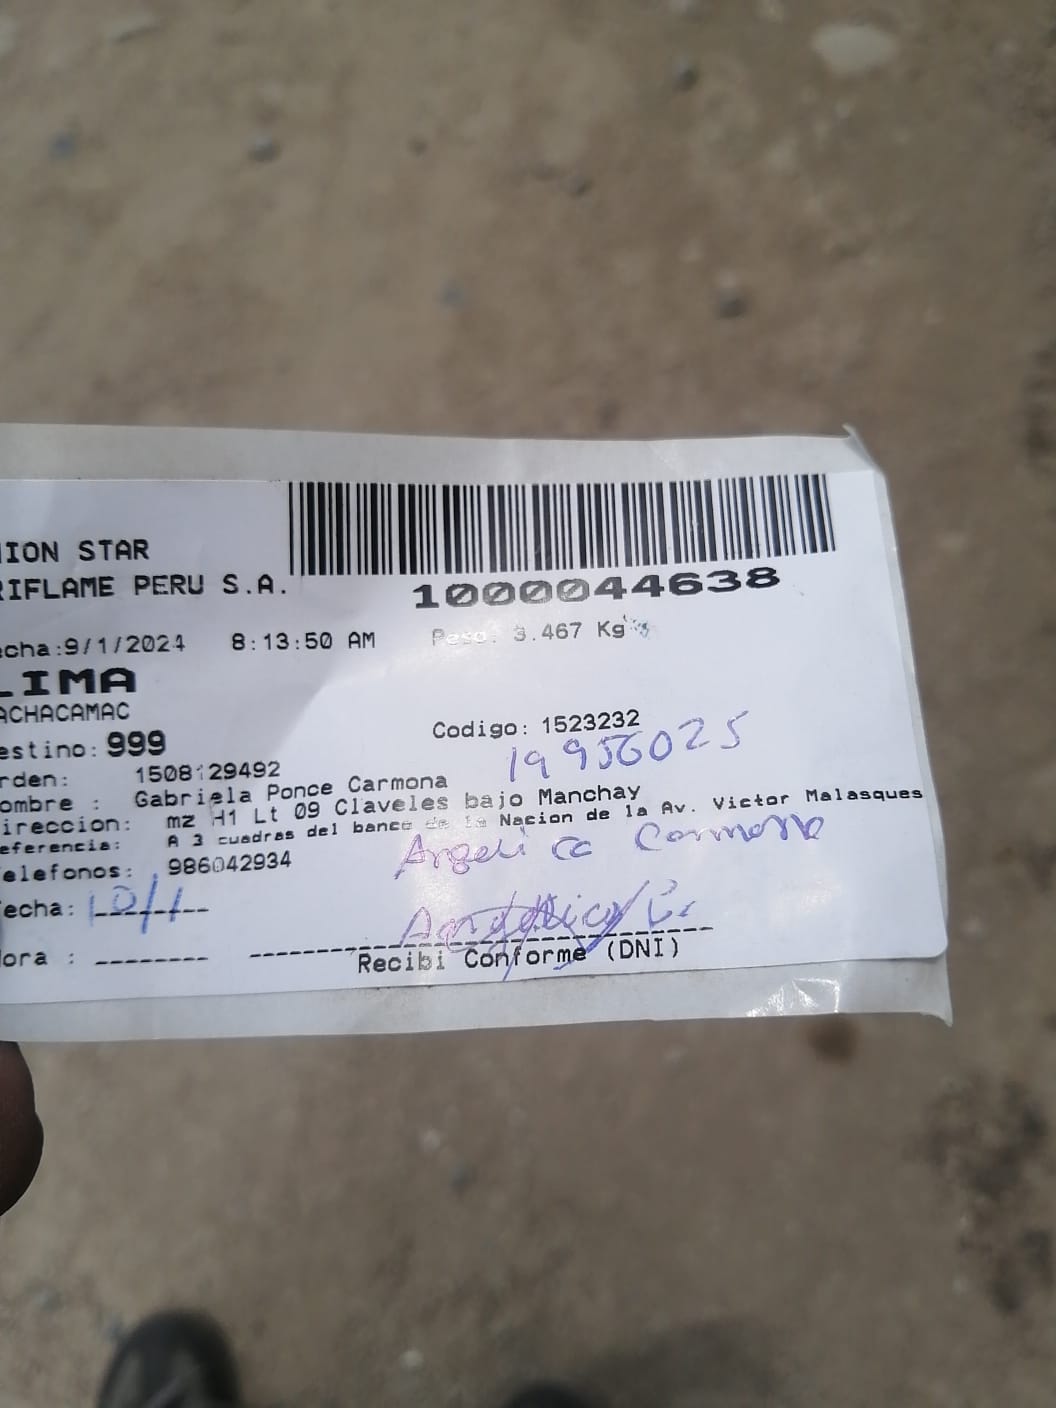 ION STAR
RIFLAME PERU S.A.
1000044638
echa:9/1/2024 8:13:50 AM Peso: 3.467 Kg
LIMA
ACHACAMAC
estino: 999 Codigo: 1523232
19956025
rden: 1508129492
ombre : Gabriela Ponce Carmona
ireccion: mz H1 Lt 09 Claveles bajo Manchay
eferencia: A 3 cuadras del banco de la Nacion de la Av. Victor Malasques
elefonos: 986042934
Angelica Carmona
echa: 10/1
ora :
Recibi Conforme (DNI)